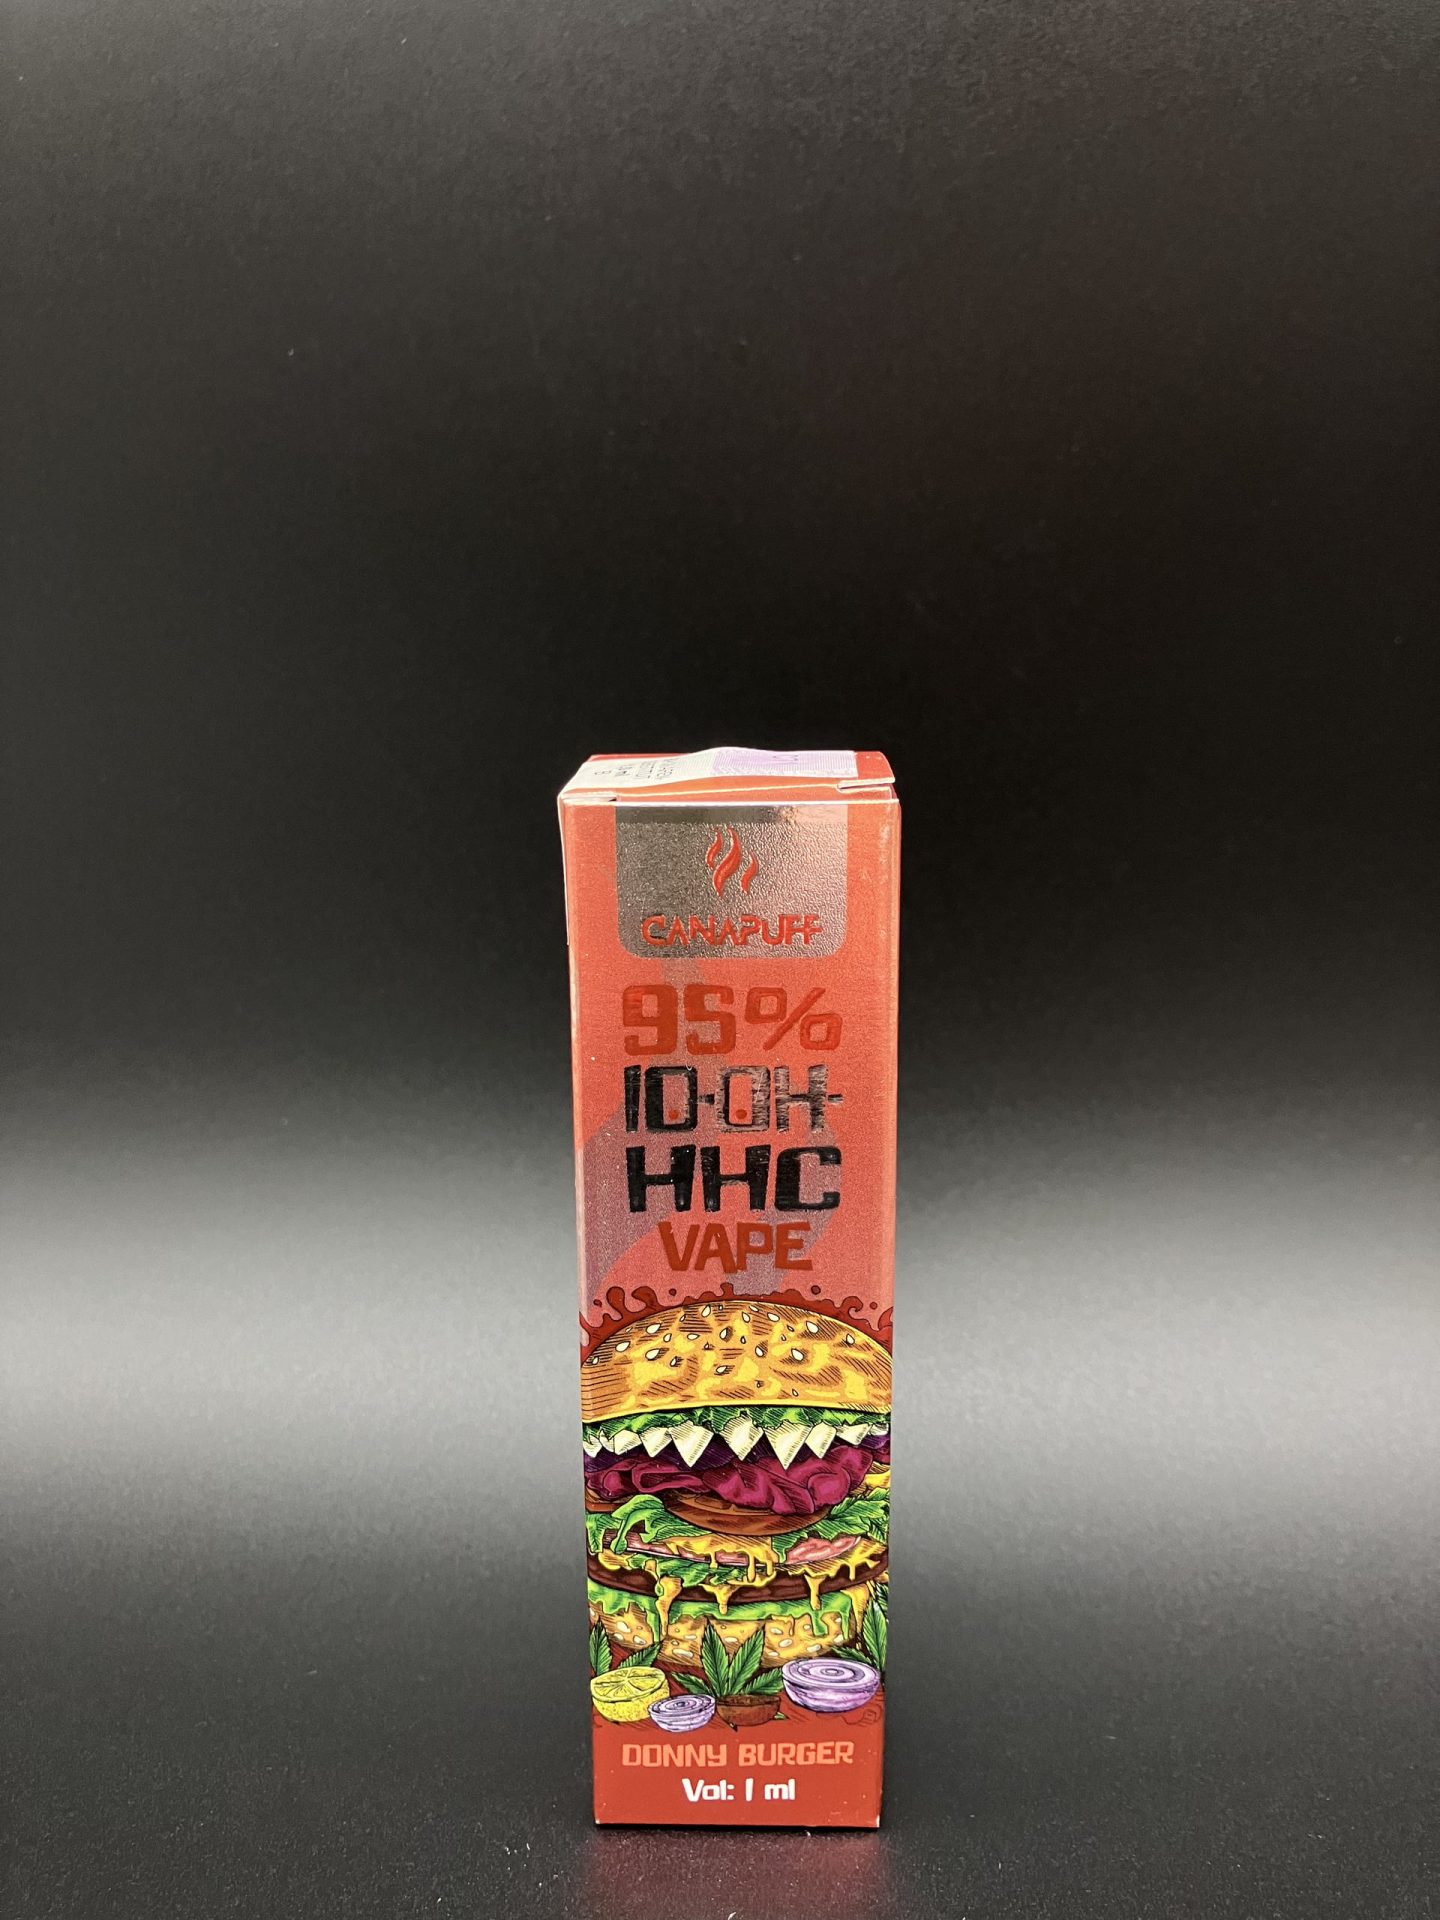 CANAPUFF
95%
10-OH-
HHC
VAPE
DONNY BURGER
Vol: 1 ml